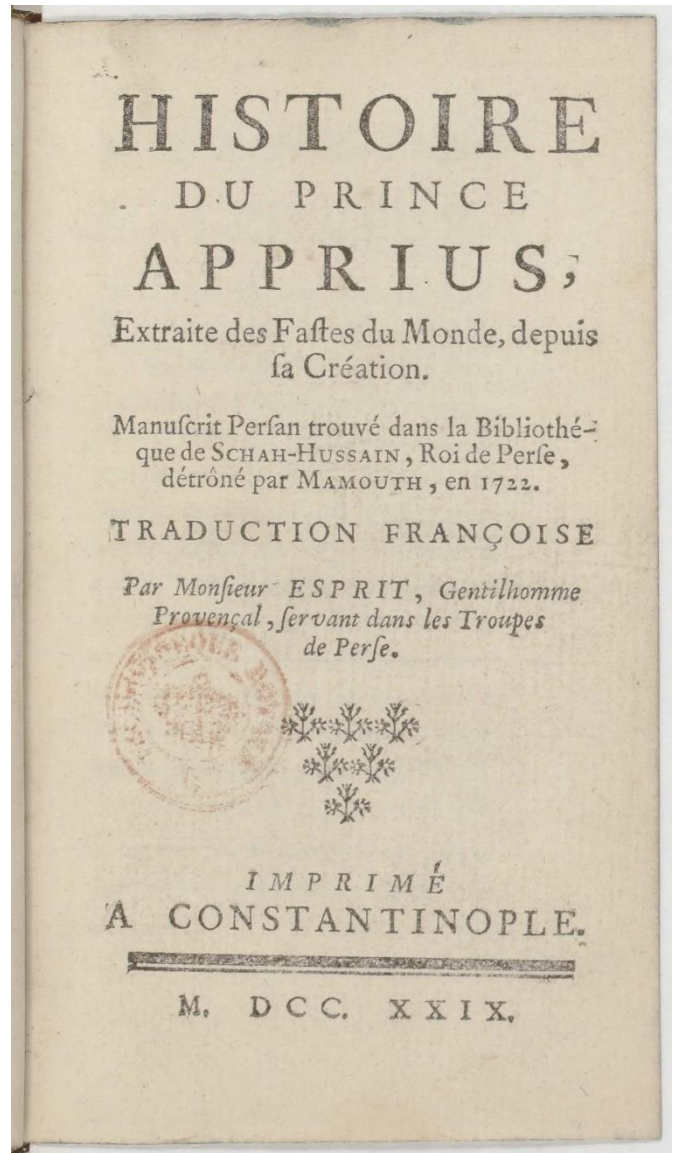 HISTOIRE
DU PRINCE
APPRIUS,
Extraite des Faſtes du Monde, depuis
ſa Création.
Manuſcrit Perſan trouvé dans la Bibliothé-
que de SCHAH-HUSSAIN, Roi de Perſe,
détrôné par MAMOUTH, en 1722.
TRADUCTION FRANÇOISE
Par Monſieur ESPRIT, Gentilhomme
Provençal, ſervant dans les Troupes
de Perſe.
IMPRIMÉ
A CONSTANTINOPLE.
M. DCC. XXIX.